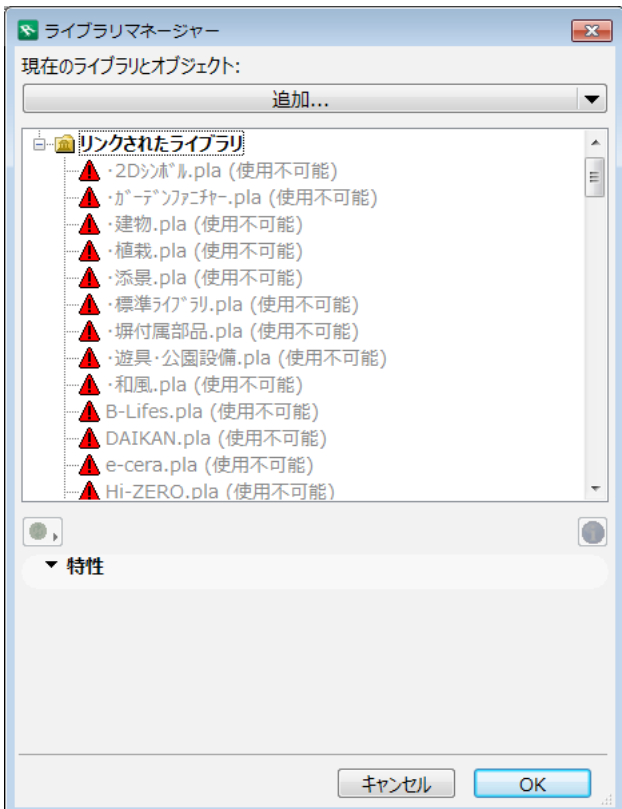 ライブラリマネージャー
現在のライブラリとオブジェクト:
追加...
リンクされたライブラリ
・2Dｼﾝﾎﾞﾙ.pla (使用不可能)
・ｶﾞｰﾃﾞﾝﾌｧﾆﾁｬｰ.pla (使用不可能)
・建物.pla (使用不可能)
・植栽.pla (使用不可能)
・添景.pla (使用不可能)
・標準ﾗｲﾌﾞﾗﾘ.pla (使用不可能)
・塀付属部品.pla (使用不可能)
・遊具・公園設備.pla (使用不可能)
・和風.pla (使用不可能)
B-Lifes.pla (使用不可能)
DAIKAN.pla (使用不可能)
e-cera.pla (使用不可能)
Hi-ZERO.pla (使用不可能)
特性
キャンセル OK